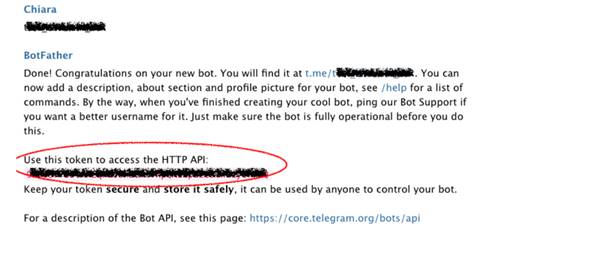 Chiara
BotFather
Done! Congratulations on your new bot. You will find it at t.me/t . You can
now add a description, about section and profile picture for your bot, see /help for a list of
commands. By the way, when you've finished creating your cool bot, ping our Bot Support if
you want a better username for it. Just make sure the bot is fully operational before you do
this.
Use this token to access the HTTP API:
Keep your token secure and store it safely, it can be used by anyone to control your bot.
For a description of the Bot API, see this page: https://core.telegram.org/bots/api